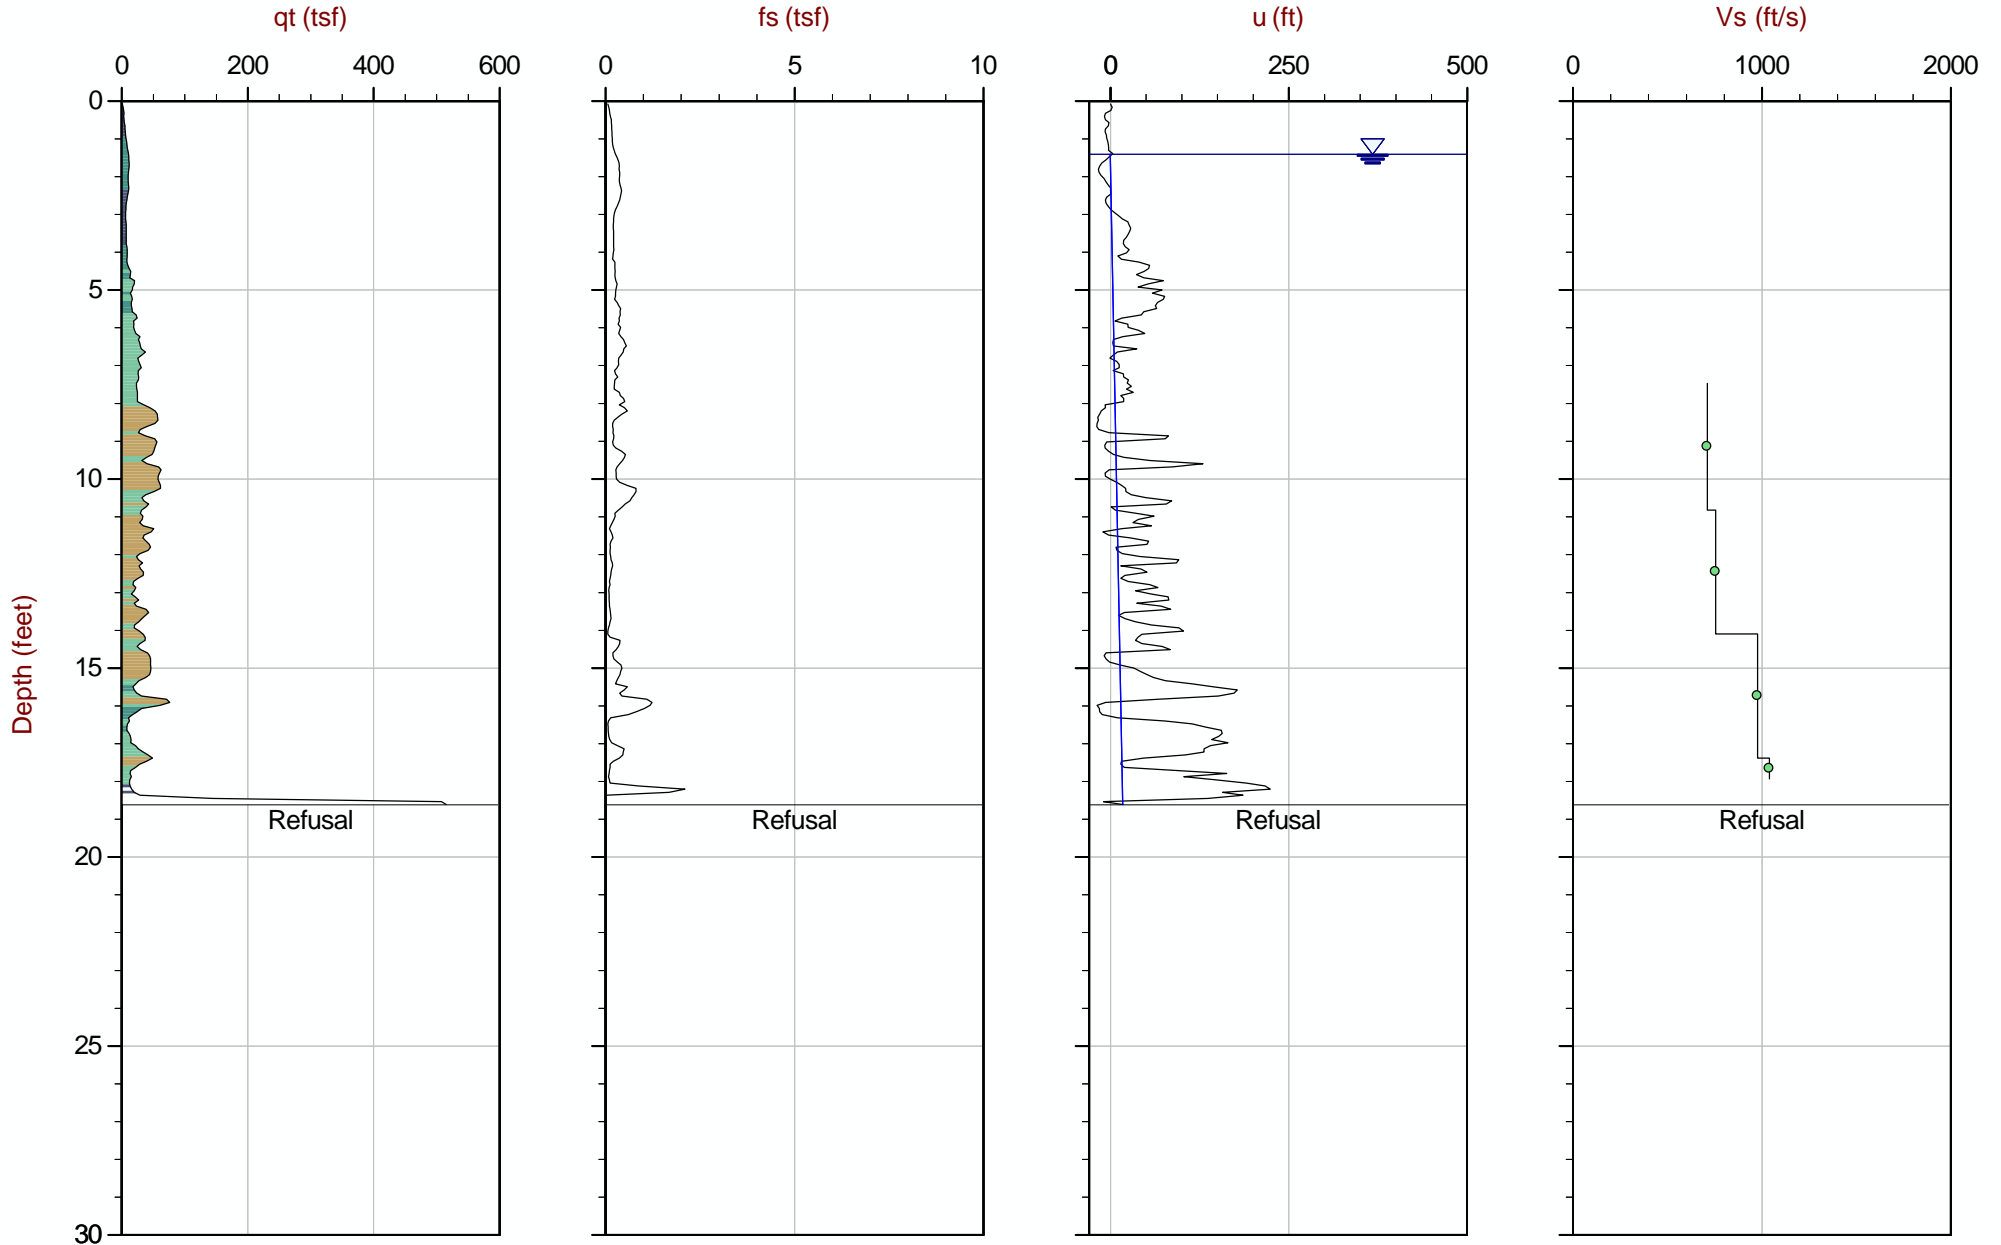 qt (tsf) fs (tsf) u (ft) Vs (ft/s)
0 200 400 600 0 5 10 0 250 500 0 1000 2000
0
5
10
15
20
25
30
Depth (feet)
Refusal Refusal Refusal Refusal